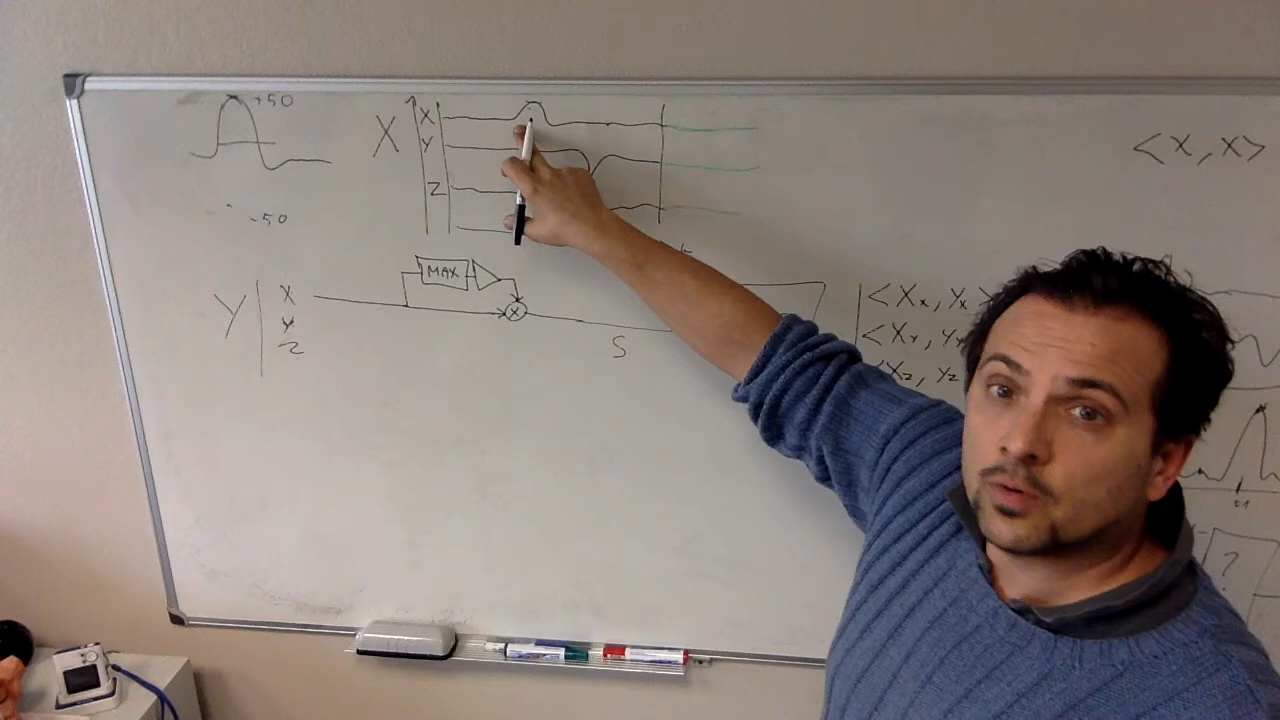 +50
-50
X
X
Y
Z
<X, X>
MAX
X
S
Y
X
Y
Z
<Xx, Yx>
<XY, YY
<Xz, Yz
?